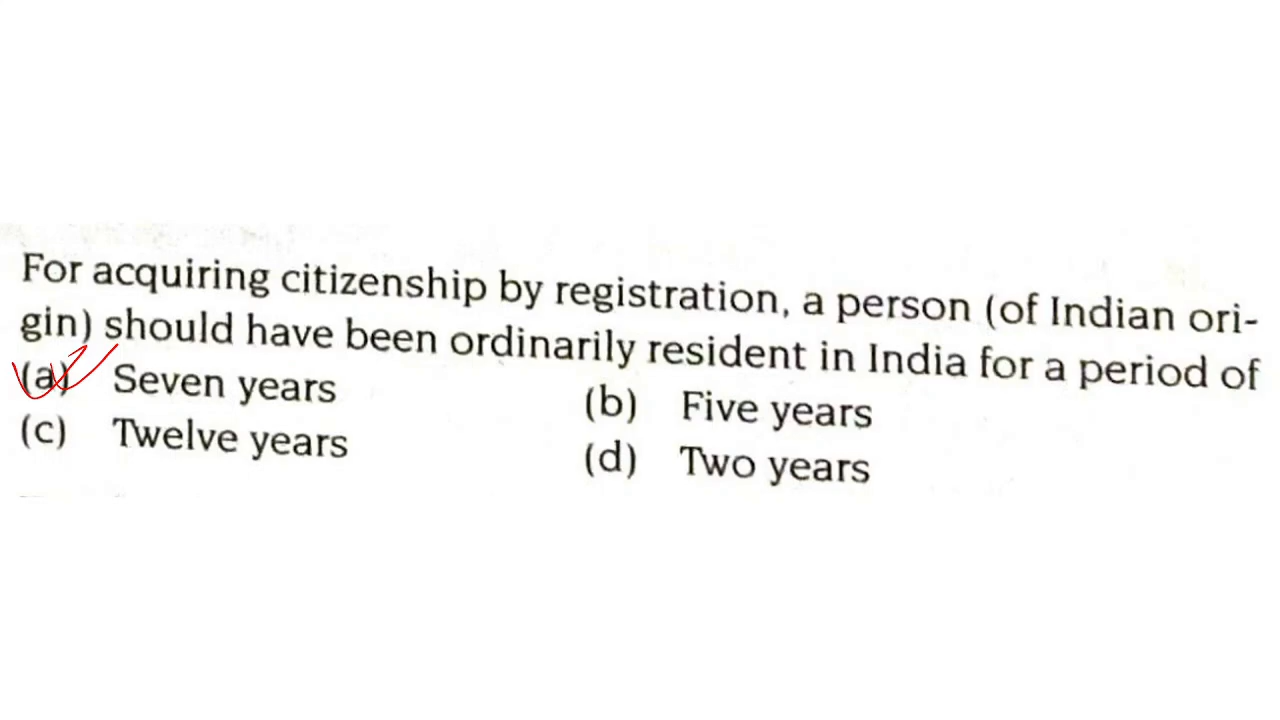 For acquiring citizenship by registration, a person (of Indian ori-
gin) should have been ordinarily resident in India for a period of
(a) Seven years (b) Five years
(c) Twelve years (d) Two years